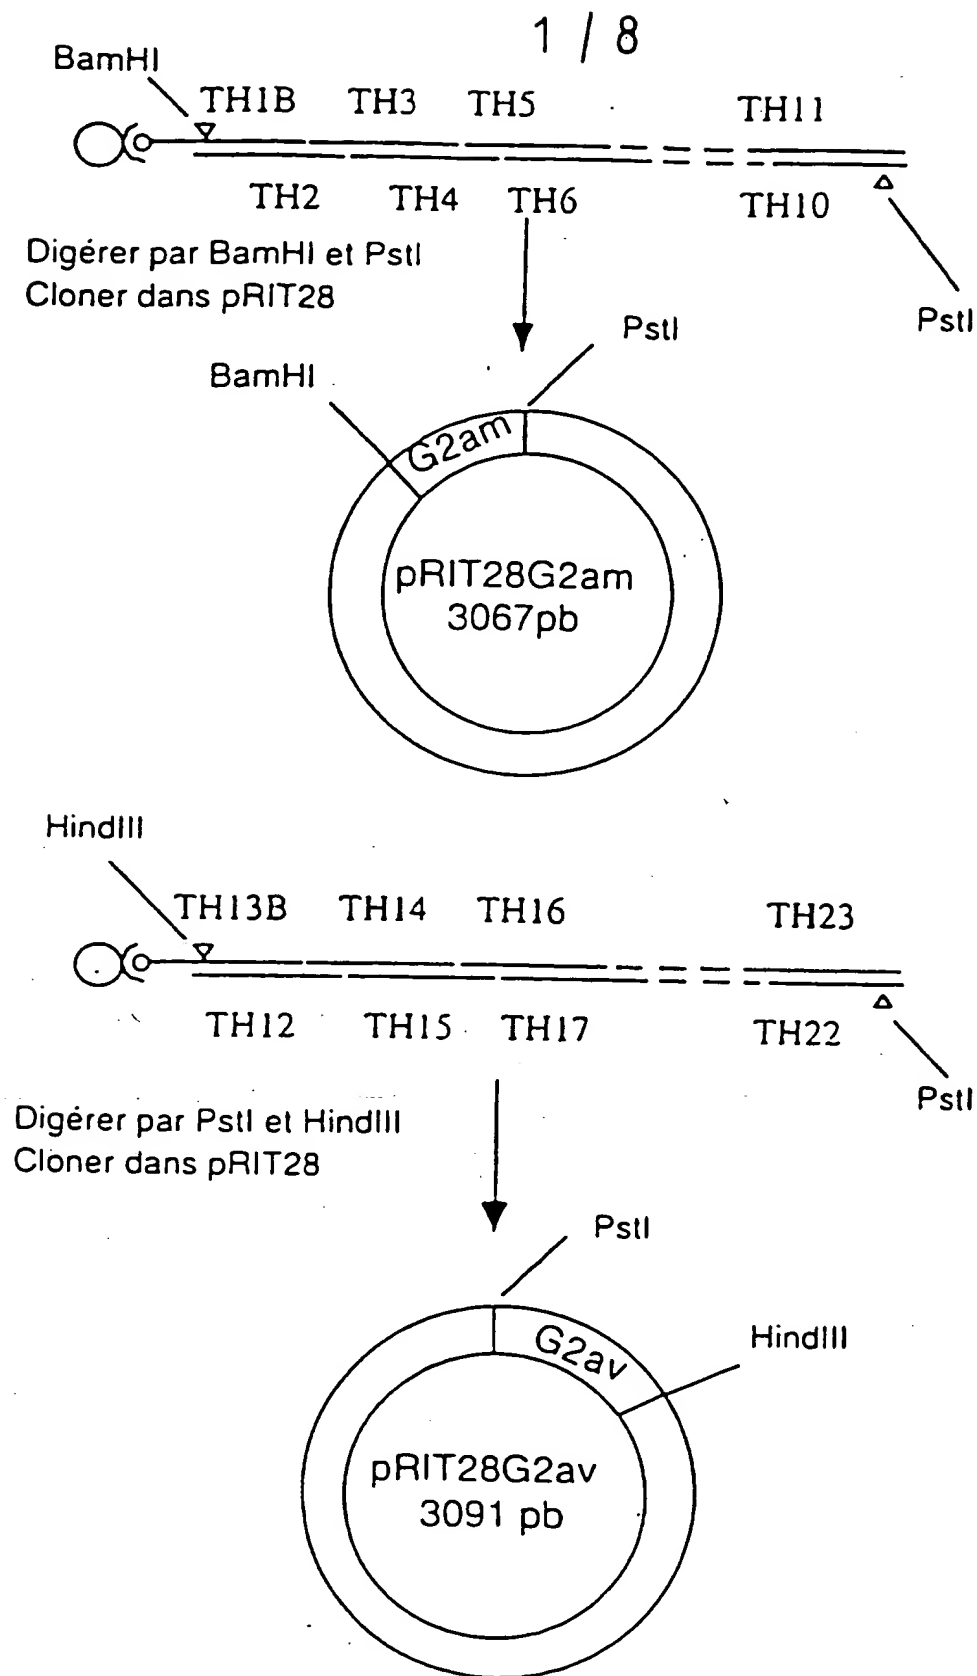 1 / 8
BamHI
TH1B TH3 TH5 TH11
TH2 TH4 TH6 TH10
Digérer par BamHI et PstI
Cloner dans pRIT28
PstI
PstI
BamHI
G2am
pRIT28G2am
3067pb
HindIII
TH13B TH14 TH16 TH23
TH12 TH15 TH17 TH22
PstI
Digérer par PstI et HindIII
Cloner dans pRIT28
PstI
HindIII
G2av
pRIT28G2av
3091 pb